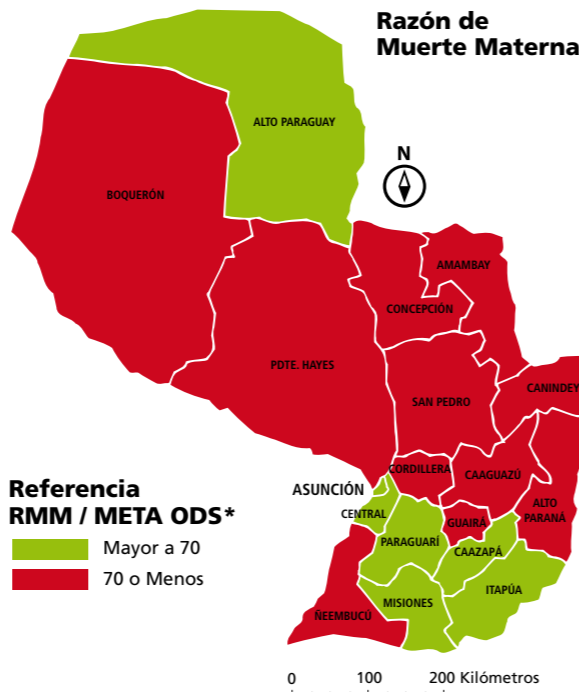 Razón de
Muerte Materna
N
ALTO PARAGUAY
BOQUERÓN
AMAMBAY
CONCEPCIÓN
PDTE. HAYES
SAN PEDRO
CANINDEY
CORDILLERA
CAAGUAZÚ
ASUNCIÓN
CENTRAL
GUAIRÁ
ALTO
PARANÁ
PARAGUARÍ
CAAZAPÁ
MISIONES
ITAPÚA
ÑEEMBUCÚ
Referencia
RMM / META ODS*
Mayor a 70
70 o Menos
0 100 200 Kilómetros